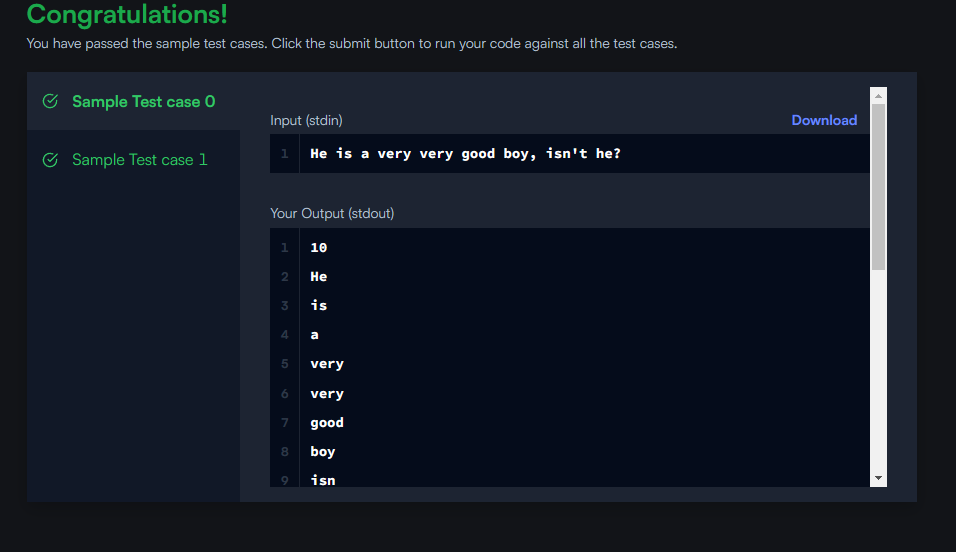 Congratulations!
You have passed the sample test cases. Click the submit button to run your code against all the test cases.
Sample Test case 0
Sample Test case 1
Input (stdin)
Download
1 He is a very very good boy, isn't he?
Your Output (stdout)
1 10
2 He
3 is
4 a
5 very
6 very
7 good
8 boy
9 isn